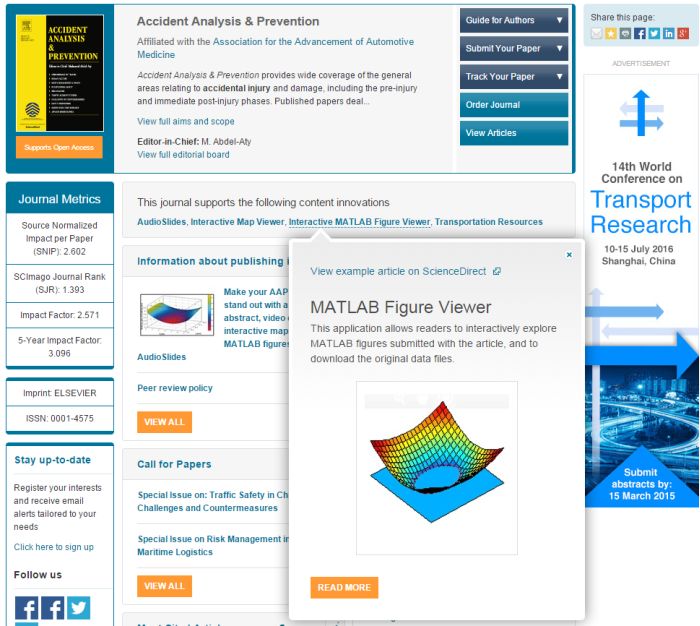 ACCIDENT
ANALYSIS
&
PREVENTION
Supports Open Access
Accident Analysis & Prevention
Affiliated with the Association for the Advancement of Automotive
Medicine
Accident Analysis & Prevention provides wide coverage of the general
areas relating to accidental injury and damage, including the pre-injury
and immediate post-injury phases. Published papers deal...
View full aims and scope
Editor-in-Chief: M. Abdel-Aty
View full editorial board
Guide for Authors
Submit Your Paper
Track Your Paper
Order Journal
View Articles
Share this page:
ADVERTISEMENT
14th World
Conference on
Transport
Research
10-15 July 2016
Shanghai, China
Submit
abstracts by:
15 March 2015
Journal Metrics
Source Normalized
Impact per Paper
(SNIP): 2.602
SCImago Journal Rank
(SJR): 1.393
Impact Factor: 2.571
5-Year Impact Factor:
3.096
Imprint: ELSEVIER
ISSN: 0001-4575
Stay up-to-date
Register your interests
and receive email
alerts tailored to your
needs
Click here to sign up
Follow us
This journal supports the following content innovations
AudioSlides, Interactive Map Viewer, Interactive MATLAB Figure Viewer, Transportation Resources
Information about publishing i
Make your AAP
stand out with a
abstract, video
interactive map
MATLAB figures
AudioSlides
Peer review policy
VIEW ALL
Call for Papers
Special Issue on: Traffic Safety in Ch
Challenges and Countermeasures
Special Issue on Risk Management in
Maritime Logistics
VIEW ALL
View example article on ScienceDirect
MATLAB Figure Viewer
This application allows readers to interactively explore
MATLAB figures submitted with the article, and to
download the original data files.
READ MORE